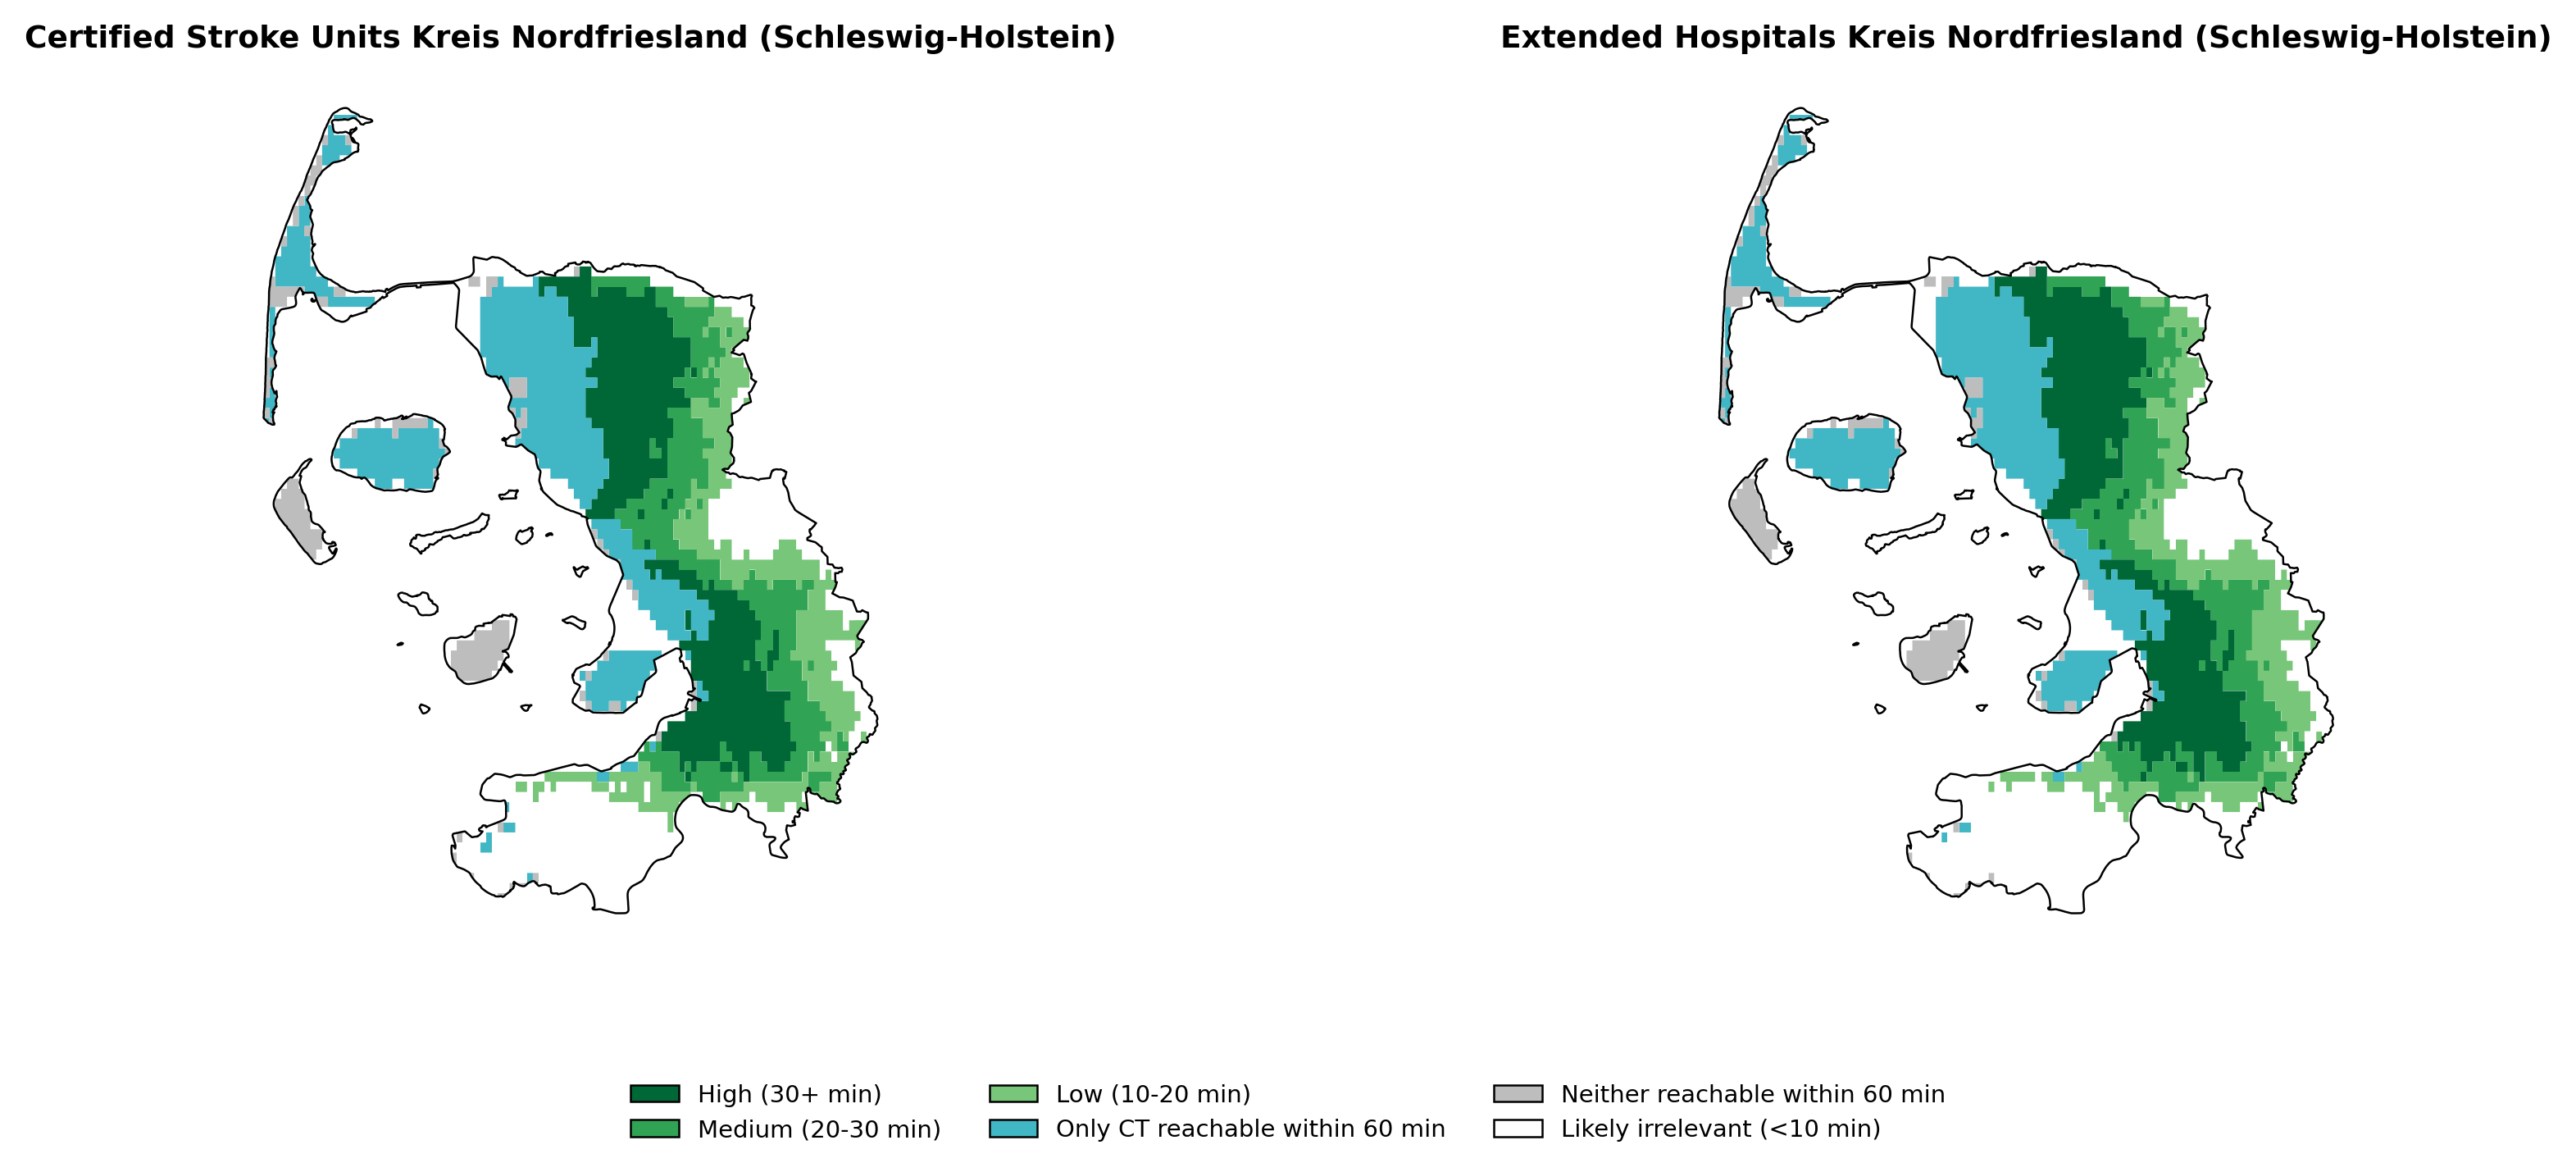 Certified Stroke Units Kreis Nordfriesland (Schleswig-Holstein)
Extended Hospitals Kreis Nordfriesland (Schleswig-Holstein)
High (30+ min)
Medium (20-30 min)
Low (10-20 min)
Only CT reachable within 60 min
Neither reachable within 60 min
Likely irrelevant (<10 min)